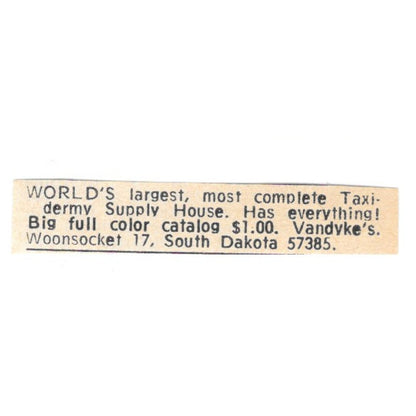 WORLD'S largest, most complete Taxi-
dermy Supply House. Has everything!
Big full color catalog $1.00. Vandyke's.
Woonsocket 17, South Dakota 57385.